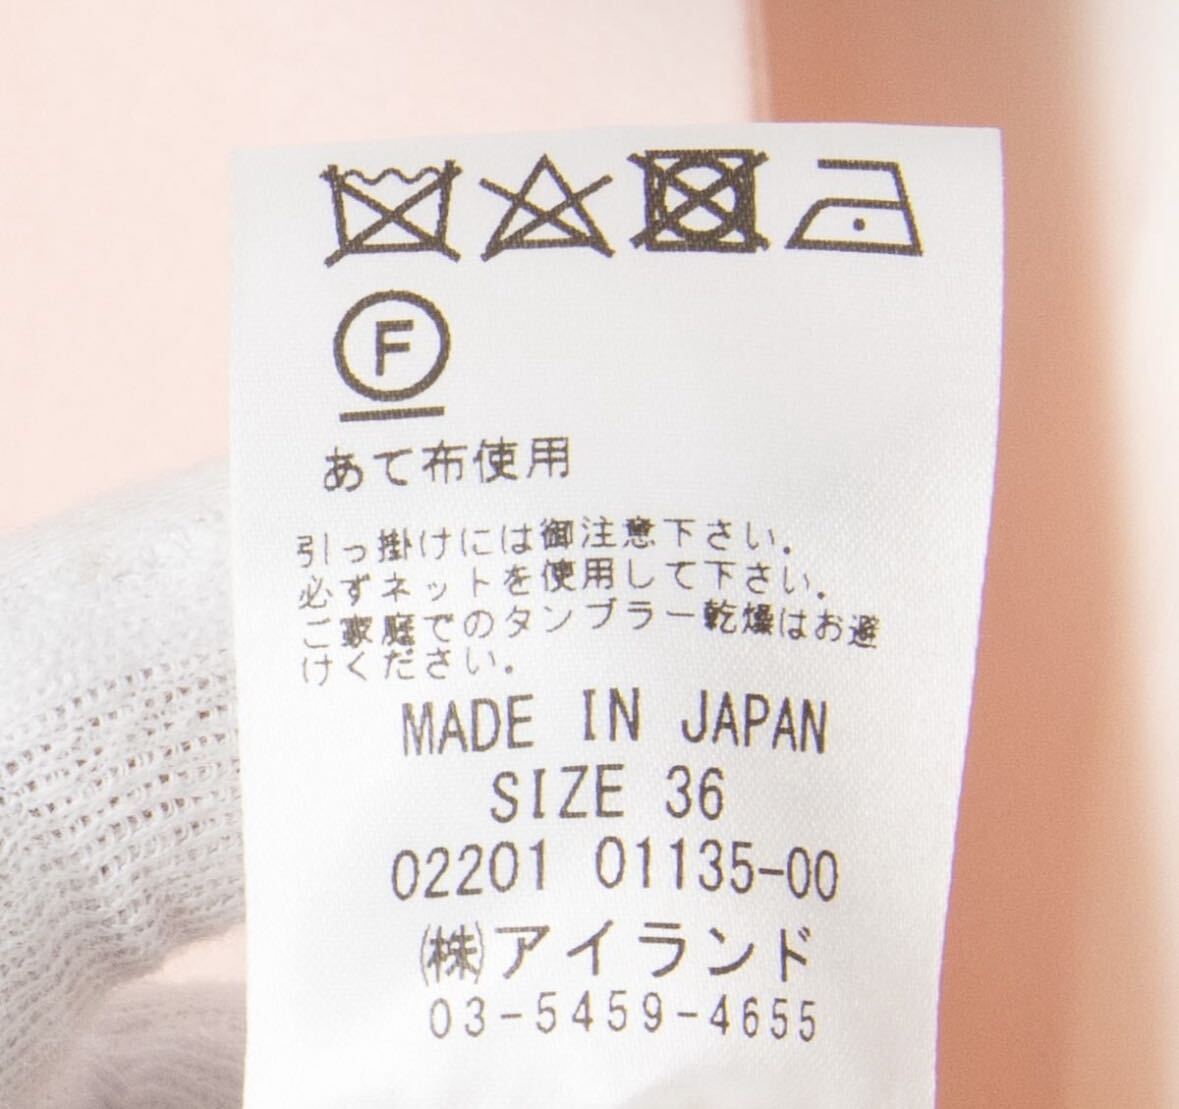 F
あて布使用
引っ掛けには御注意下さい.
必ずネットを使用して下さい.
ご家庭でのタンブラー乾燥はお避
けください.
MADE IN JAPAN
SIZE 36
02201 01135-00
㈱アイランド
03-5459-4655